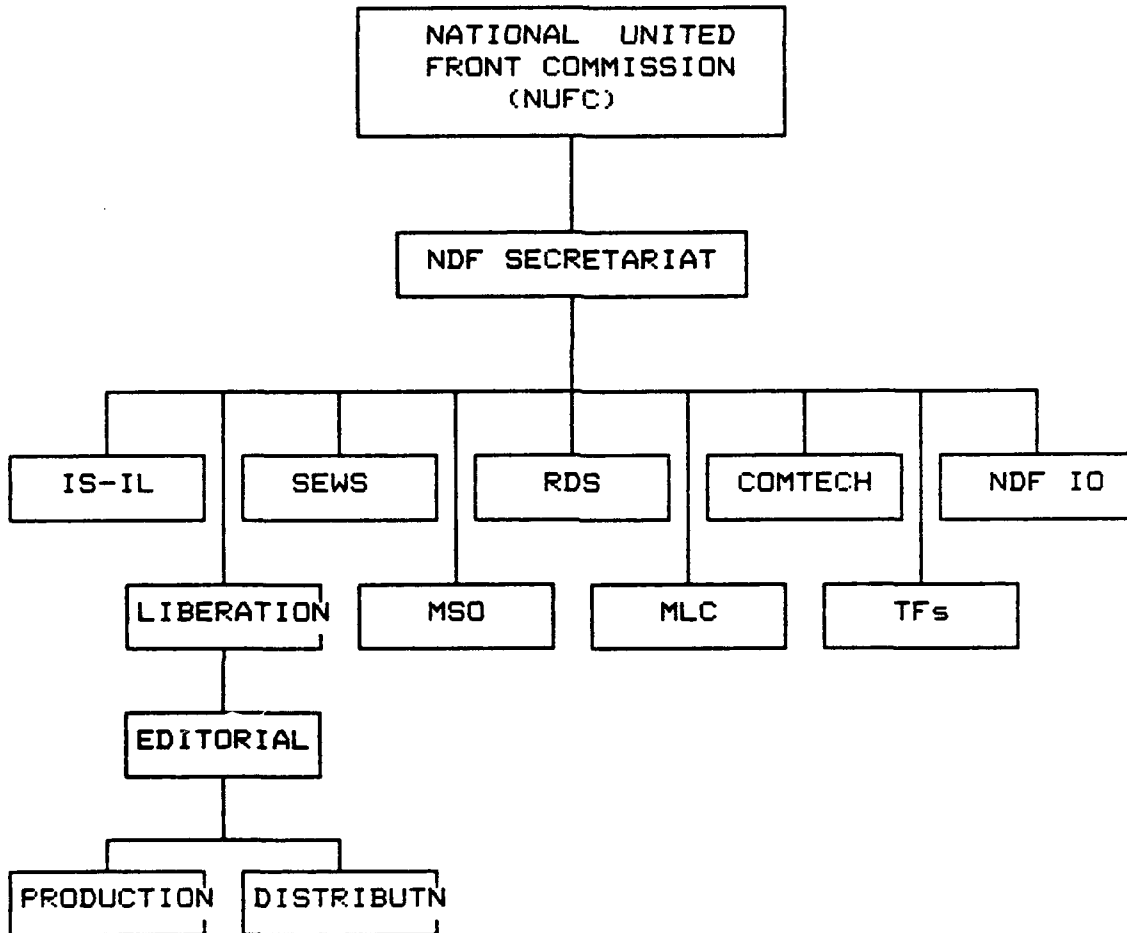 NATIONAL UNITED
FRONT COMMISSION
(NUFC)
NDF SECRETARIAT
IS-IL
SEWS
RDS
COMTECH
NDF IO
LIBERATION
MSO
MLC
TFs
EDITORIAL
PRODUCTION
DISTRIBUTN